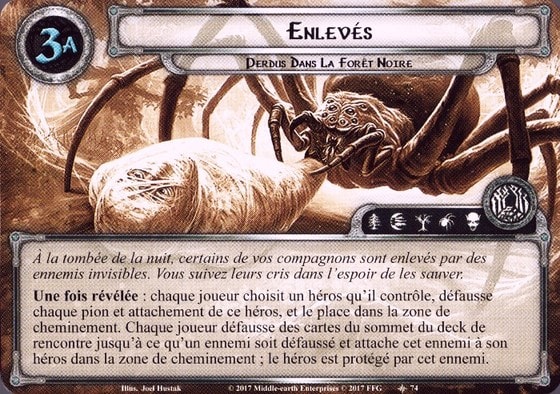 3A
Enlevés
Perdus Dans La Forêt Noire
À la tombée de la nuit, certains de vos compagnons sont enlevés par des
ennemis invisibles. Vous suivez leurs cris dans l'espoir de les sauver.
Une fois révélée : chaque joueur choisit un héros qu'il contrôle, défausse
chaque pion et attachement de ce héros, et le place dans la zone de
cheminement. Chaque joueur défausse des cartes du sommet du deck de
rencontre jusqu'à ce qu'un ennemi soit défaussé et attache cet ennemi à son
héros dans la zone de cheminement ; le héros est protégé par cet ennemi.
Illus. Joel Hustak
© 2017 Middle-earth Enterprises © 2017 FFG
74